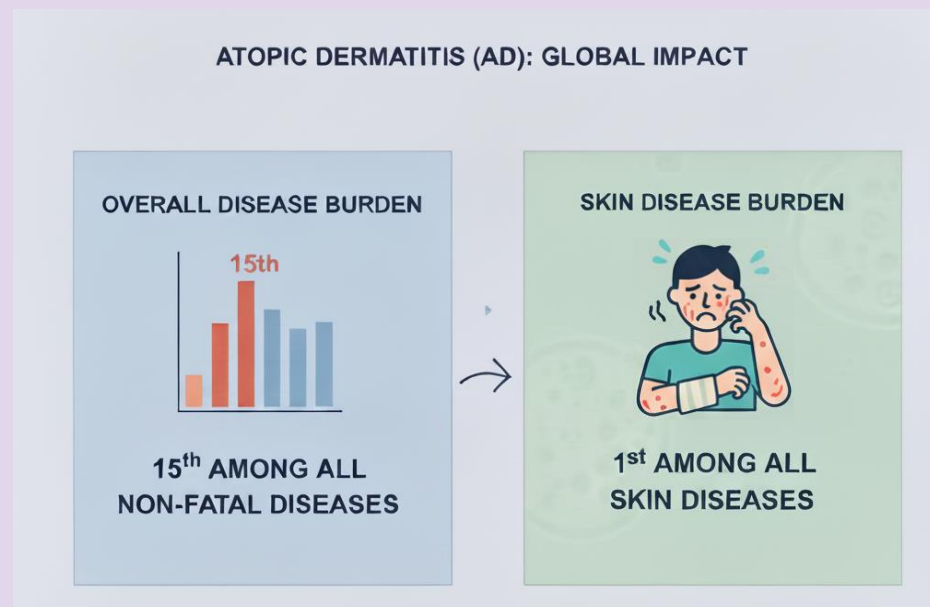 ATOPIC DERMATITIS (AD): GLOBAL IMPACT
OVERALL DISEASE BURDEN
15th
15th AMONG ALL
NON-FATAL DISEASES
SKIN DISEASE BURDEN
1st AMONG ALL
SKIN DISEASES